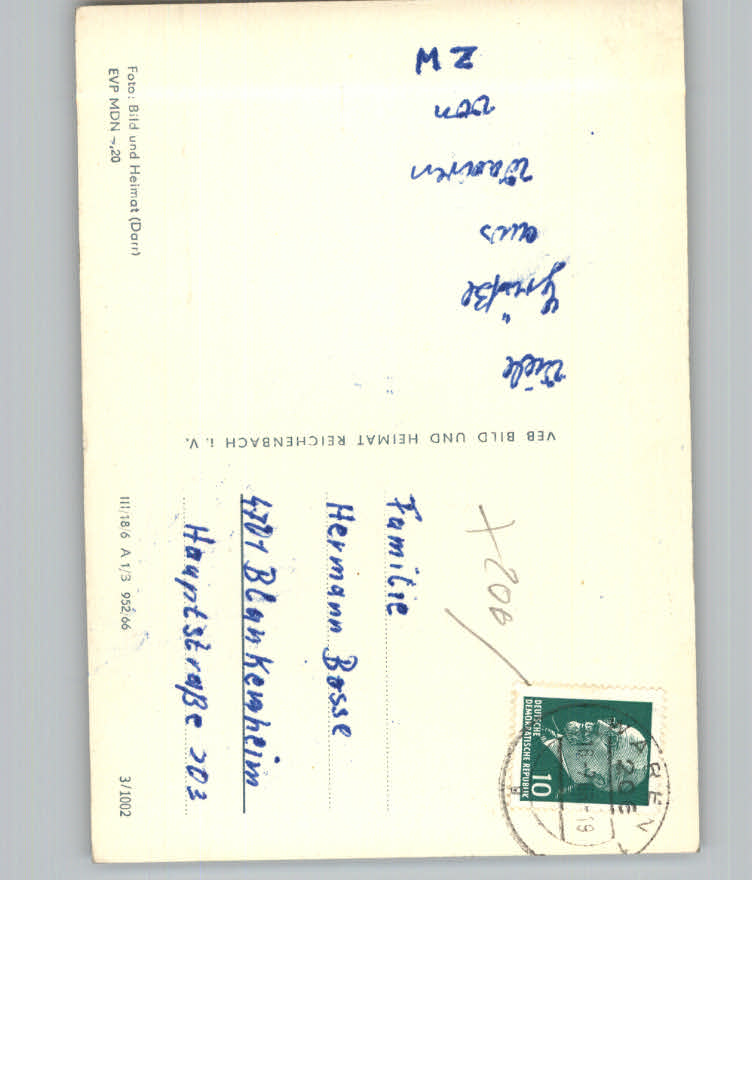 Viele
Grüße
aus
Waaren
von
Z M
VEB BILD UND HEIMAT REICHENBACH i. V.
Foto: Bild und Heimat (Darr)
EVP MDN –,20
+200
DEUTSCHE
DEMOKRATISCHE REPUBLIK
10
WAREN
Familie
Hermann Bosse
4701 Blankenheim
Hauptstraße 203
III/18/6 A 1/3 952/66
3/1002